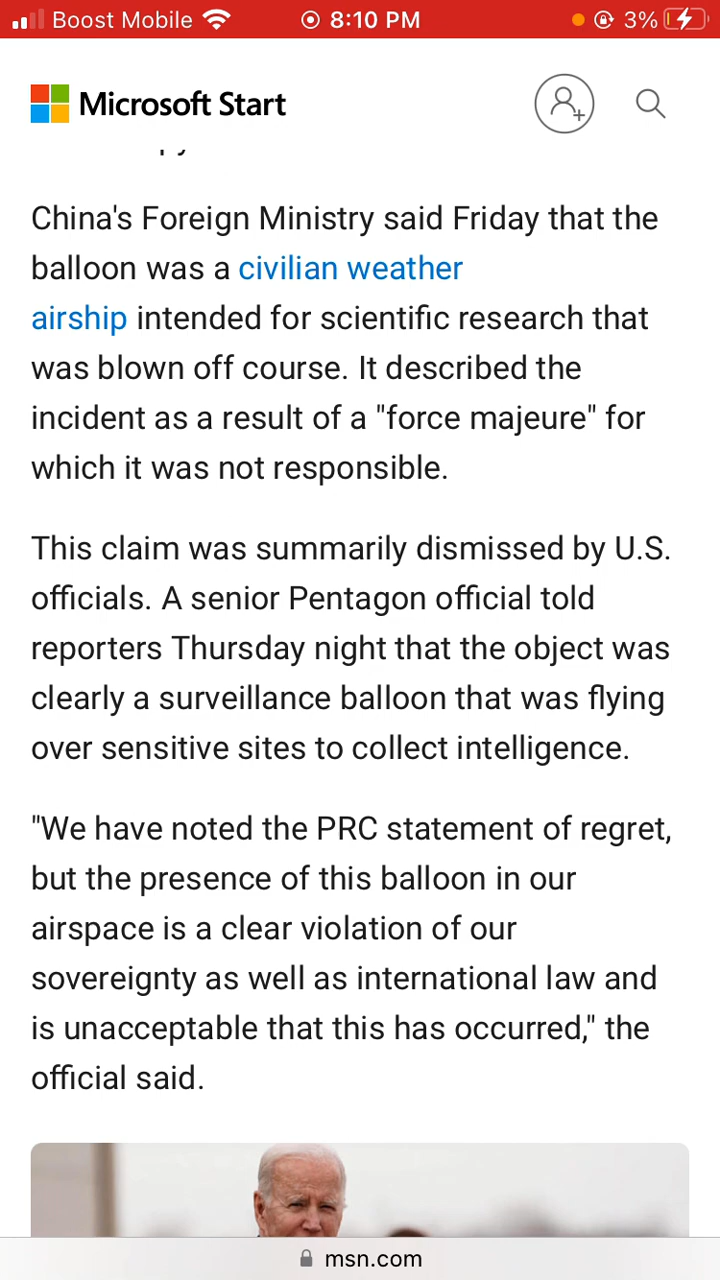 Boost Mobile 8:10 PM 3%
Microsoft Start
China's Foreign Ministry said Friday that the
balloon was a civilian weather
airship intended for scientific research that
was blown off course. It described the
incident as a result of a "force majeure" for
which it was not responsible.
This claim was summarily dismissed by U.S.
officials. A senior Pentagon official told
reporters Thursday night that the object was
clearly a surveillance balloon that was flying
over sensitive sites to collect intelligence.
"We have noted the PRC statement of regret,
but the presence of this balloon in our
airspace is a clear violation of our
sovereignty as well as international law and
is unacceptable that this has occurred," the
official said.
msn.com